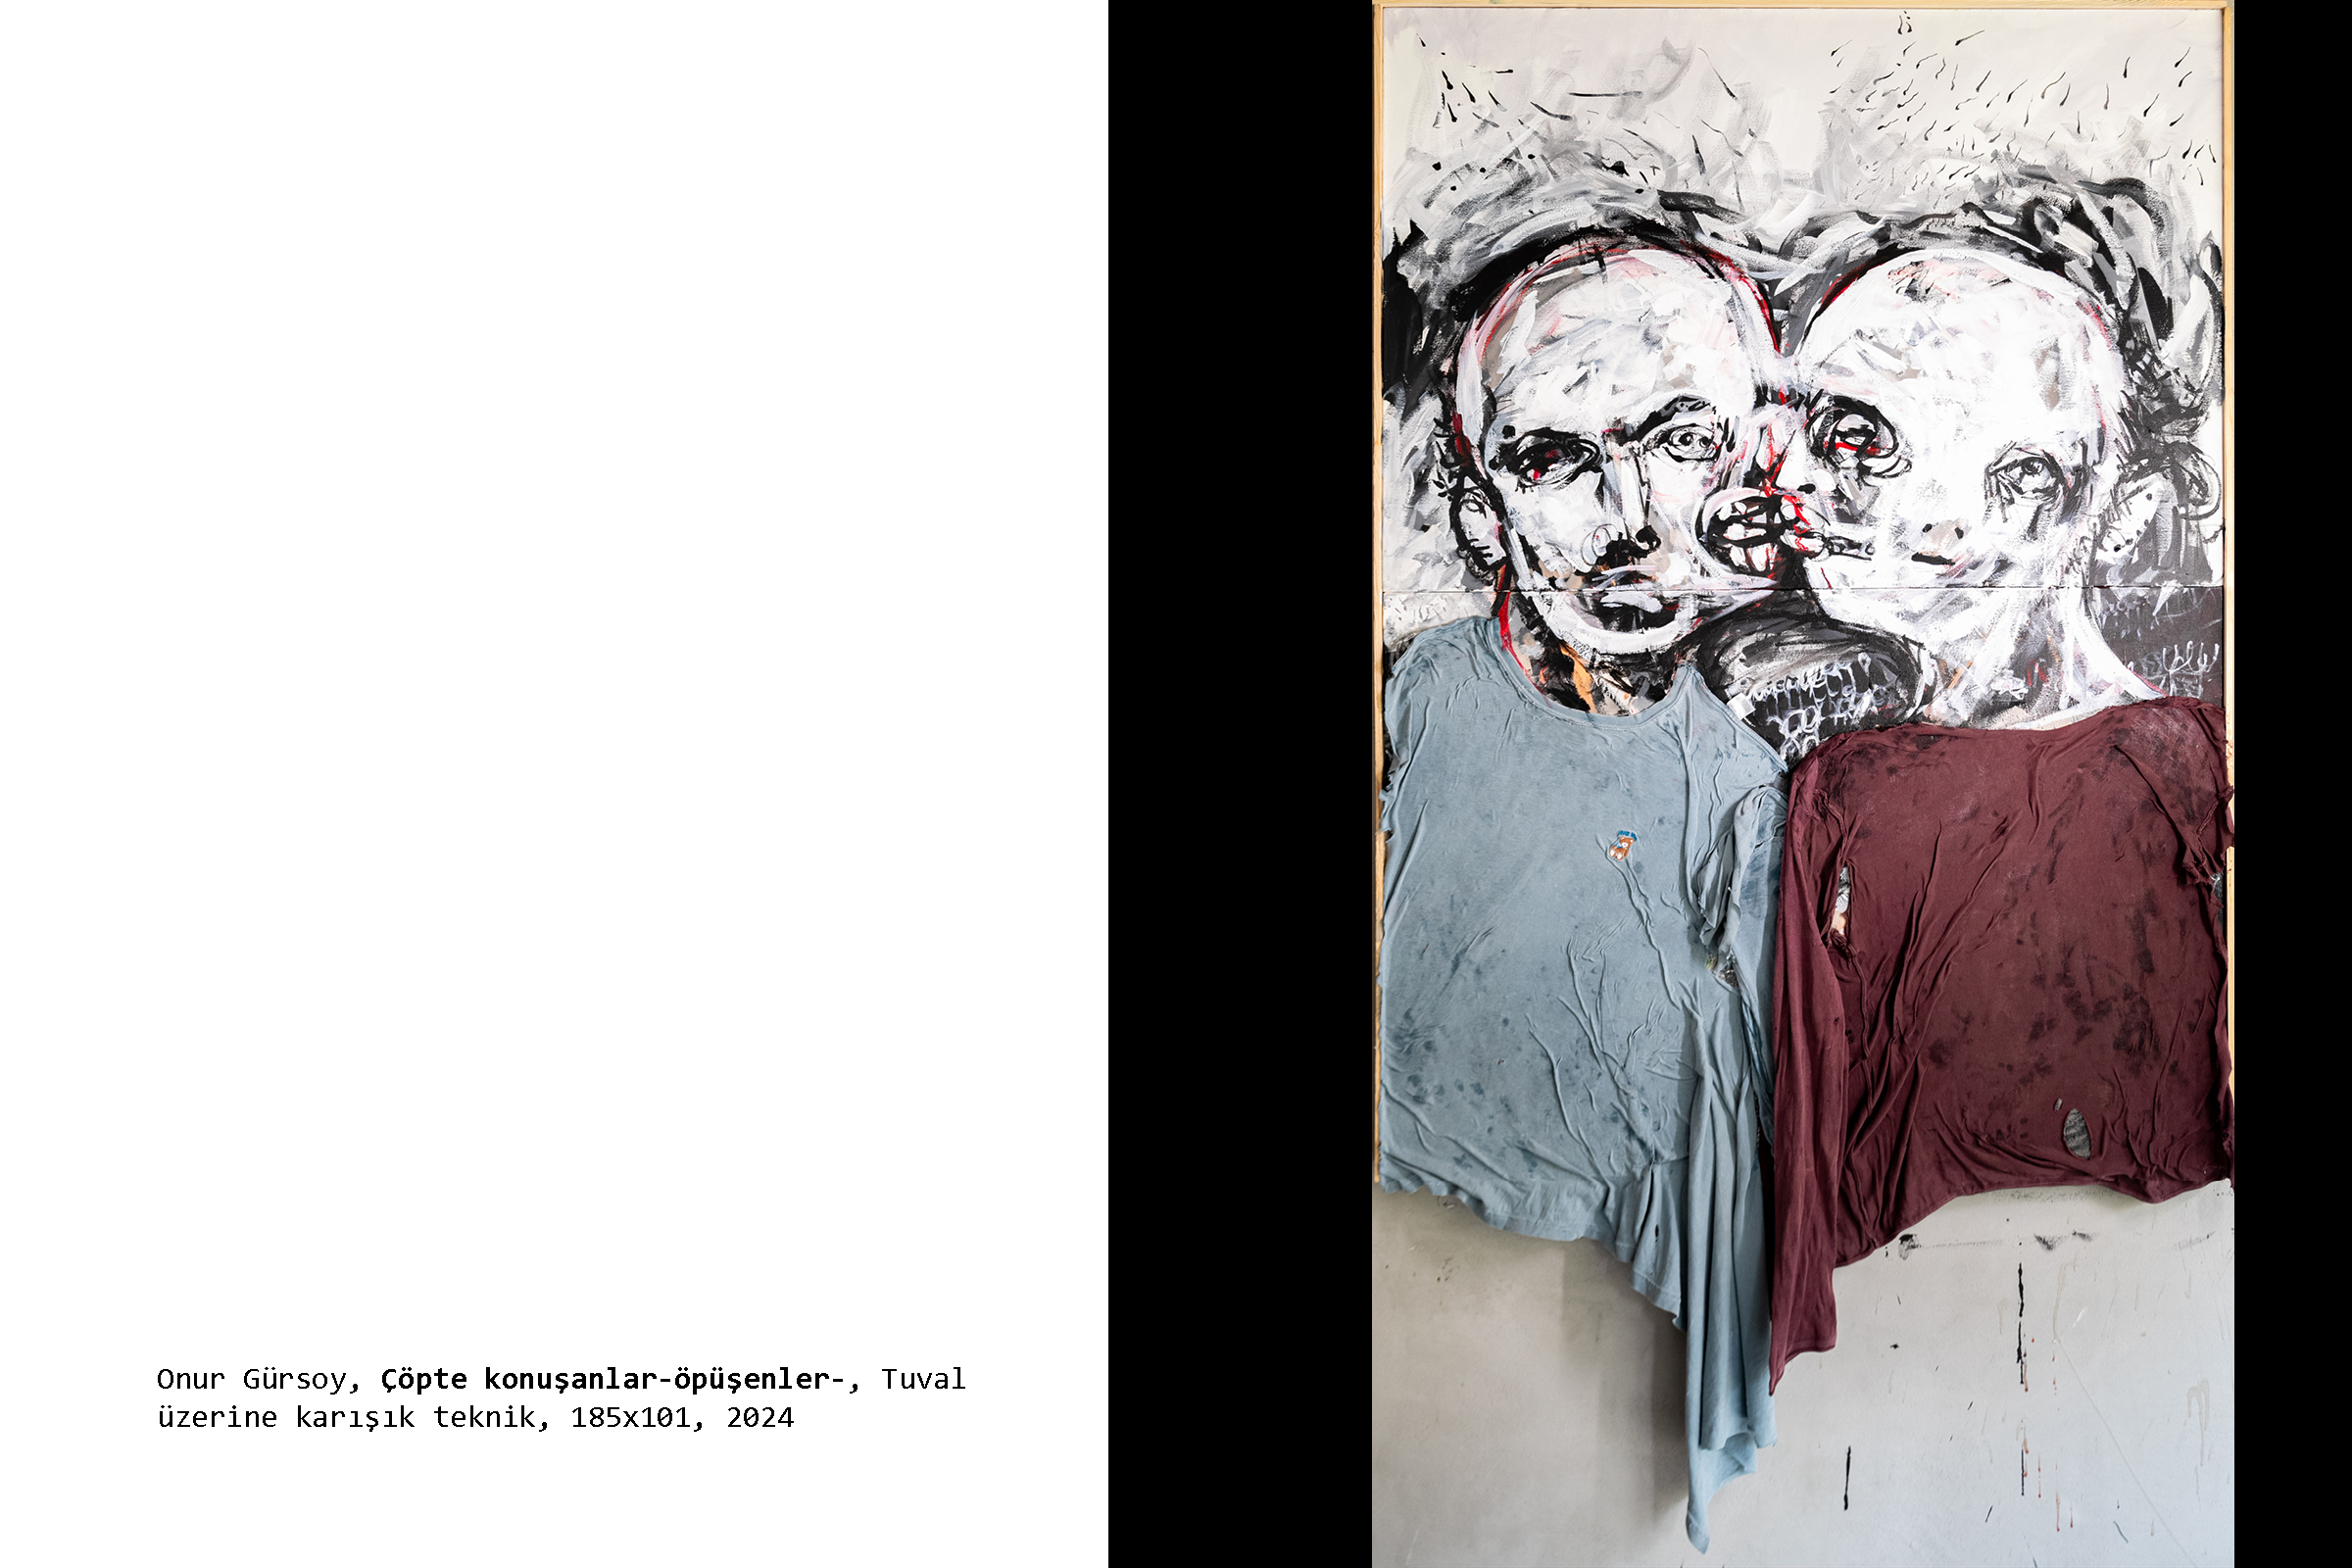 Onur Gürsoy, Çöpte konuşanlar-öpüşenler-, Tuval
üzerine karışık teknik, 185x101, 2024